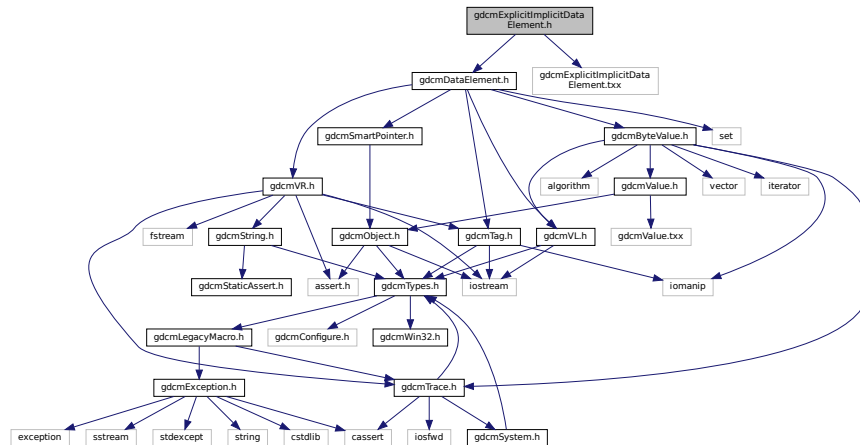 gdcmExplicitImplicitData
Element.h
gdcmDataElement.h
gdcmExplicitImplicitData
Element.txx
gdcmSmartPointer.h
gdcmByteValue.h
set
gdcmVR.h
algorithm
gdcmValue.h
vector
iterator
fstream
gdcmString.h
gdcmObject.h
gdcmTag.h
gdcmVL.h
gdcmValue.txx
gdcmStaticAssert.h
assert.h
gdcmTypes.h
iostream
iomanip
gdcmLegacyMacro.h
gdcmConfigure.h
gdcmWin32.h
gdcmException.h
gdcmTrace.h
exception
sstream
stdexcept
string
cstdlib
cassert
iosfwd
gdcmSystem.h